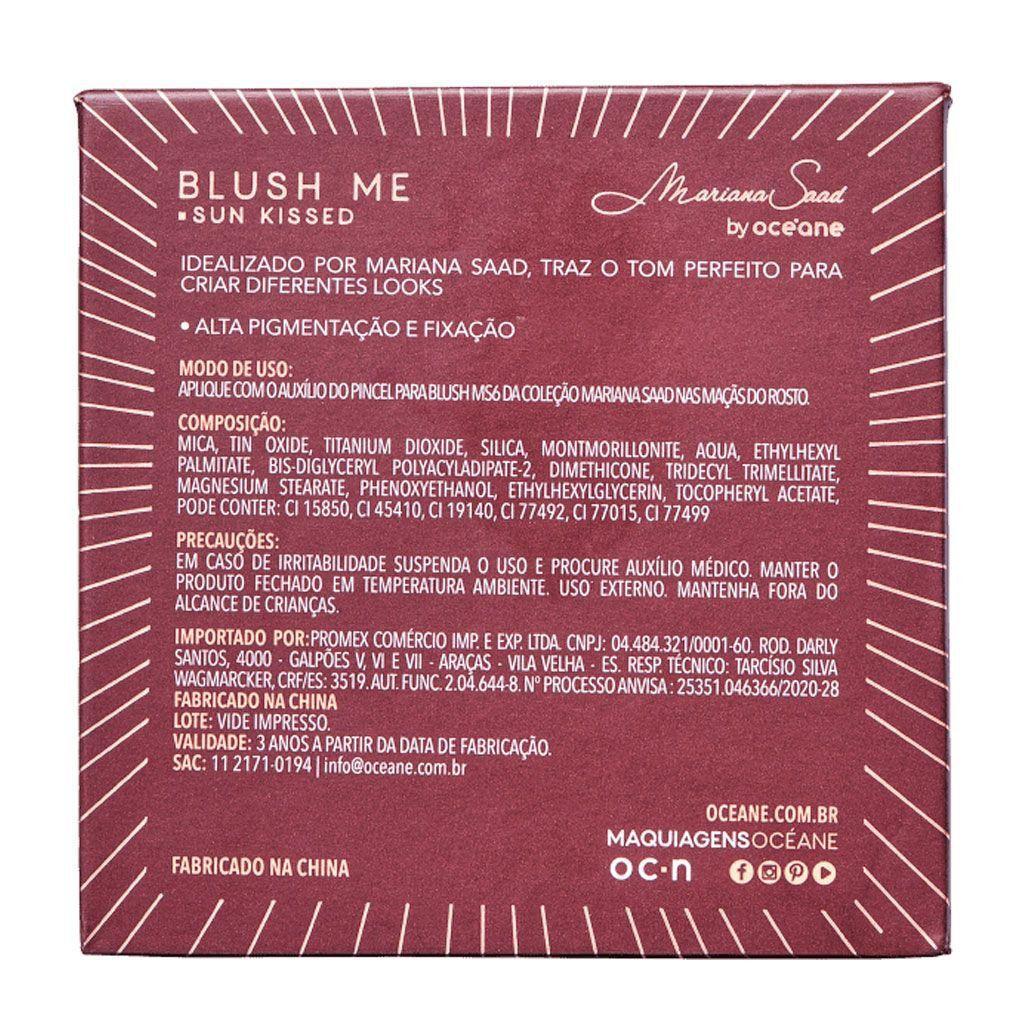 BLUSH ME
SUN KISSED
Mariana Saad
by océane
IDEALIZADO POR MARIANA SAAD, TRAZ O TOM PERFEITO PARA
CRIAR DIFERENTES LOOKS
• ALTA PIGMENTAÇÃO E FIXAÇÃO
MODO DE USO:
APLIQUE COM O AUXÍLIO DO PINCEL PARA BLUSH MS6 DA COLEÇÃO MARIANA SAAD NAS MAÇÃS DO ROSTO.
COMPOSIÇÃO:
MICA, TIN OXIDE, TITANIUM DIOXIDE, SILICA, MONTMORILLONITE, AQUA, ETHYLHEXYL
PALMITATE, BIS-DIGLYCERYL POLYACYLADIPATE-2, DIMETHICONE, TRIDECYL TRIMELLITATE,
MAGNESIUM STEARATE, PHENOXYETHANOL, ETHYLHEXYLGLYCERIN, TOCOPHERYL ACETATE,
PODE CONTER: CI 15850, CI 45410, CI 19140, CI 77492, CI 77015, CI 77499
PRECAUÇÕES:
EM CASO DE IRRITABILIDADE SUSPENDA O USO E PROCURE AUXÍLIO MÉDICO. MANTER O
PRODUTO FECHADO EM TEMPERATURA AMBIENTE. USO EXTERNO. MANTENHA FORA DO
ALCANCE DE CRIANÇAS.
IMPORTADO POR:PROMEX COMÉRCIO IMP. E EXP. LTDA. CNPJ: 04.484.321/0001-60. ROD. DARLY
SANTOS, 4000 - GALPÕES V, VI E VII - ARAÇAS - VILA VELHA - ES. RESP. TÉCNICO: TARCÍSIO SILVA
WAGMARCKER, CRF/ES: 3519. AUT. FUNC. 2.04.644-8. Nº PROCESSO ANVISA : 25351.046366/2020-28
FABRICADO NA CHINA
LOTE: VIDE IMPRESSO.
VALIDADE: 3 ANOS A PARTIR DA DATA DE FABRICAÇÃO.
SAC: 11 2171-0194 | info@oceane.com.br
OCEANE.COM.BR
MAQUIAGENSOCÉANE
oc-n
FABRICADO NA CHINA